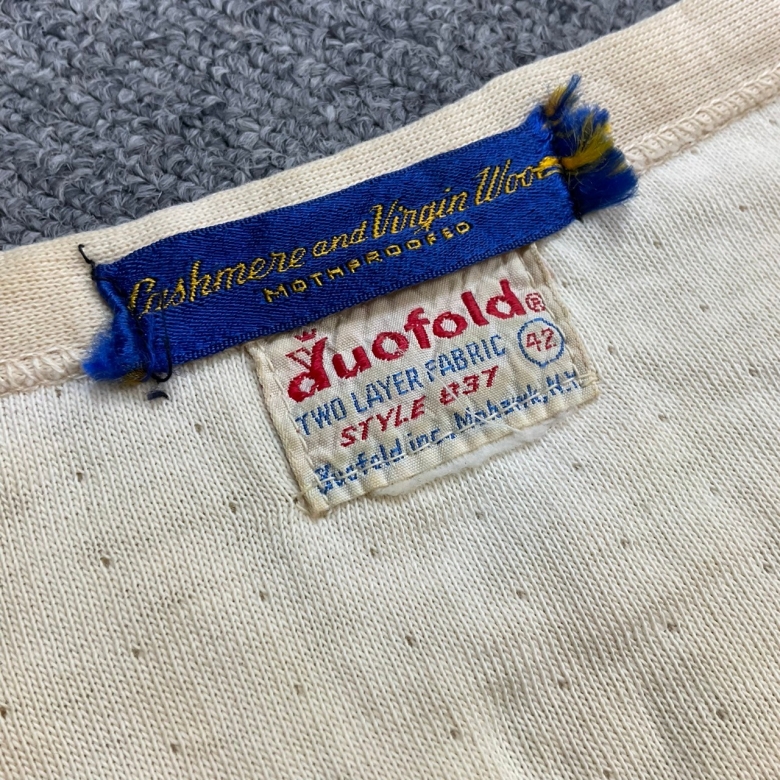 Cashmere and Virgin Wool
MOTHPROOFED
duofold®
TWO LAYER FABRIC 42
STYLE 837
Duofold inc., Mohawk, N.Y.